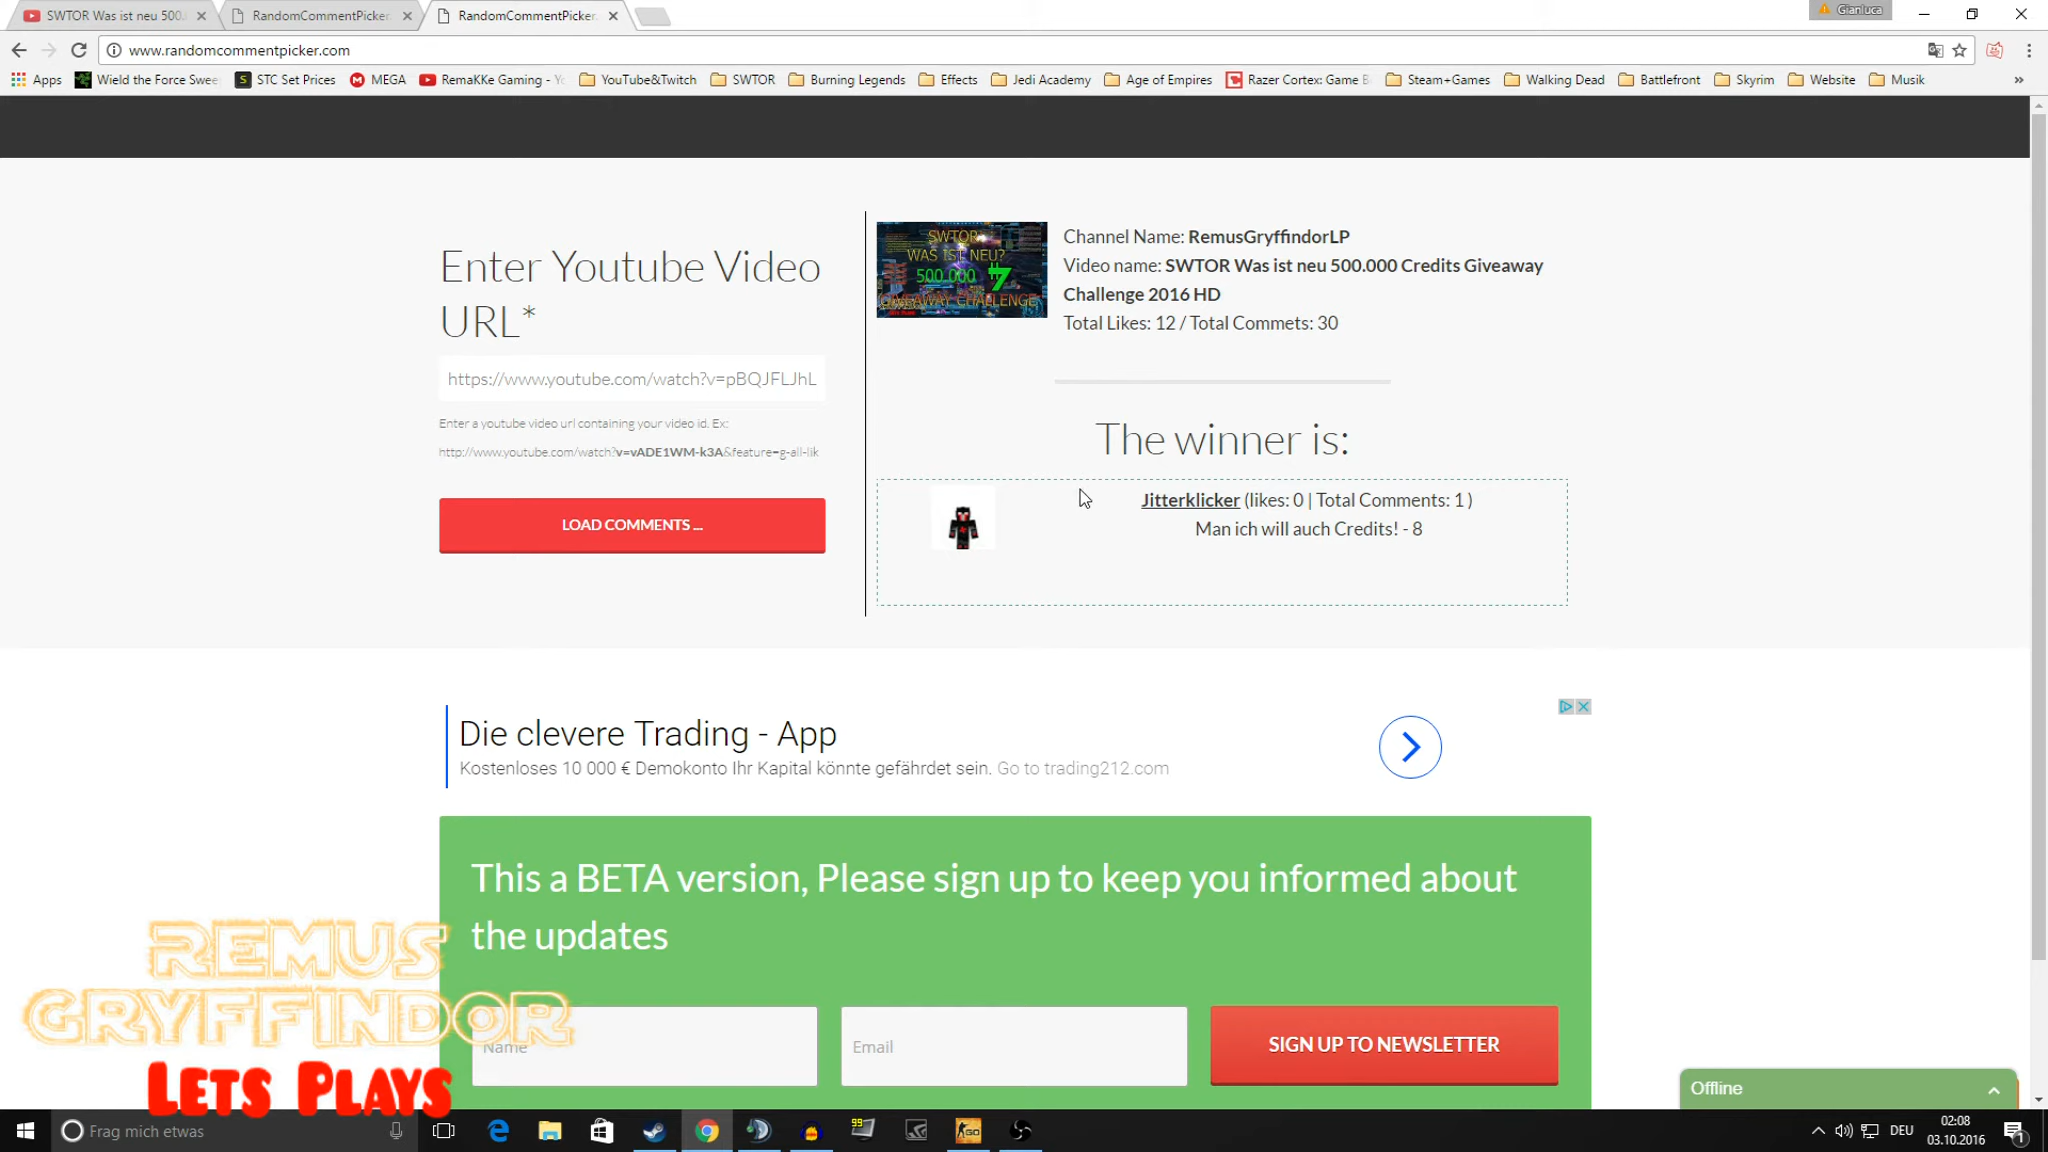 SWTOR Was ist neu 500.
RandomCommentPicker.
RandomCommentPicker.
Gianluca
www.randomcommentpicker.com
Apps
Wield the Force Swee
STC Set Prices
MEGA
RemaKKe Gaming - Yo
YouTube&Twitch
SWTOR
Burning Legends
Effects
Jedi Academy
Age of Empires
Razer Cortex: Game B
Steam+Games
Walking Dead
Battlefront
Skyrim
Website
Musik
Enter Youtube Video
URL*
https://www.youtube.com/watch?v=pBQJFLJhL
Enter a youtube video url containing your video id. Ex:
http://www.youtube.com/watch?v=vADE1WM-k3A&feature=g-all-lik
LOAD COMMENTS ...
SWTOR
WAS IST NEU?
500.000
GIVEAWAY CHALLENGE
Channel Name: RemusGryffindorLP
Video name: SWTOR Was ist neu 500.000 Credits Giveaway
Challenge 2016 HD
Total Likes: 12 / Total Commets: 30
The winner is:
Jitterklicker (likes: 0 | Total Comments: 1 )
Man ich will auch Credits! - 8
Die clevere Trading - App
Kostenloses 10 000 € Demokonto Ihr Kapital könnte gefährdet sein. Go to trading212.com
This a BETA version, Please sign up to keep you informed about
the updates
Name
Email
SIGN UP TO NEWSLETTER
REMUS
GRYFFINDOR
LETS PLAYS
Offline
Frag mich etwas
99
GO
DEU
02:08
03.10.2016
1